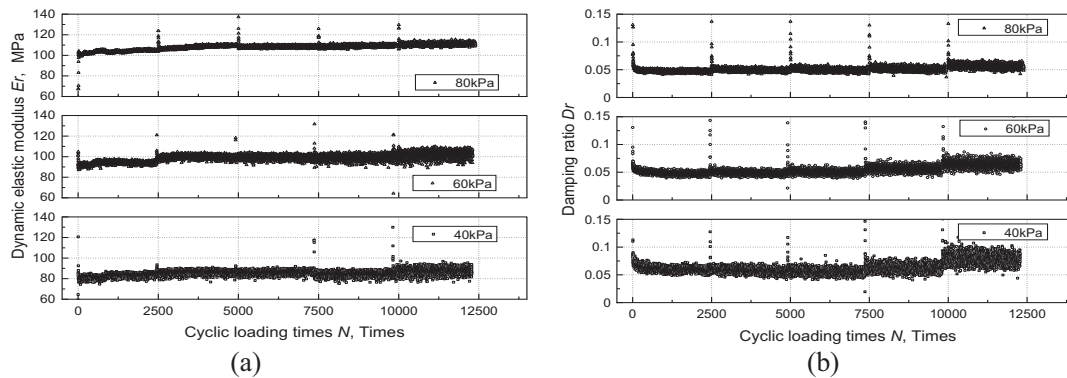 Dynamic elastic modulus Er, MPa
140
120
100
80
60
80kPa
140
120
100
80
60
60kPa
140
120
100
80
60
40kPa
0 2500 5000 7500 10000 12500
Cyclic loading times N, Times
(a)
Damping ratio Dr
0.15
0.10
0.05
0
80kPa
0.15
0.10
0.05
0
60kPa
0.15
0.10
0.05
0
40kPa
0 2500 5000 7500 10000 12500
Cyclic loading times N, Times
(b)